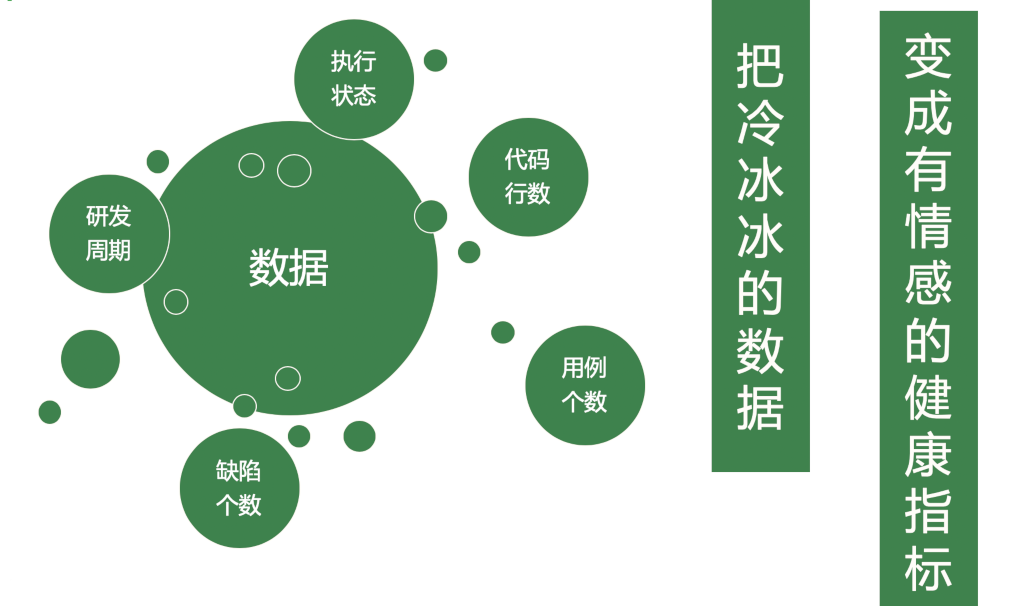 执行
状态
代码
行数
研发
周期
数据
用例
个数
缺陷
个数
把冷冰冰的数据
变成有情感的健康指标